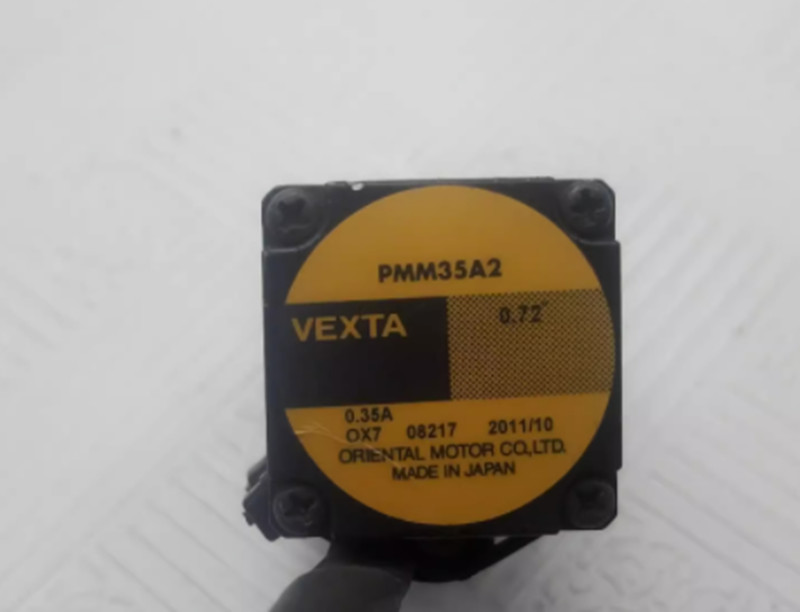 PMM35A2
VEXTA 0.72°
0.35A
OX7 08217 2011/10
ORIENTAL MOTOR CO.,LTD.
MADE IN JAPAN